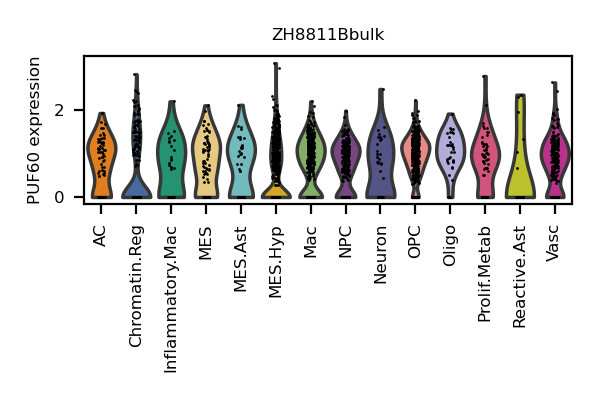 ZH8811Bbulk
PUF60 expression
2
0
AC
Chromatin.Reg
Inflammatory.Mac
MES
MES.Ast
MES.Hyp
Mac
NPC
Neuron
OPC
Oligo
Prolif.Metab
Reactive.Ast
Vasc